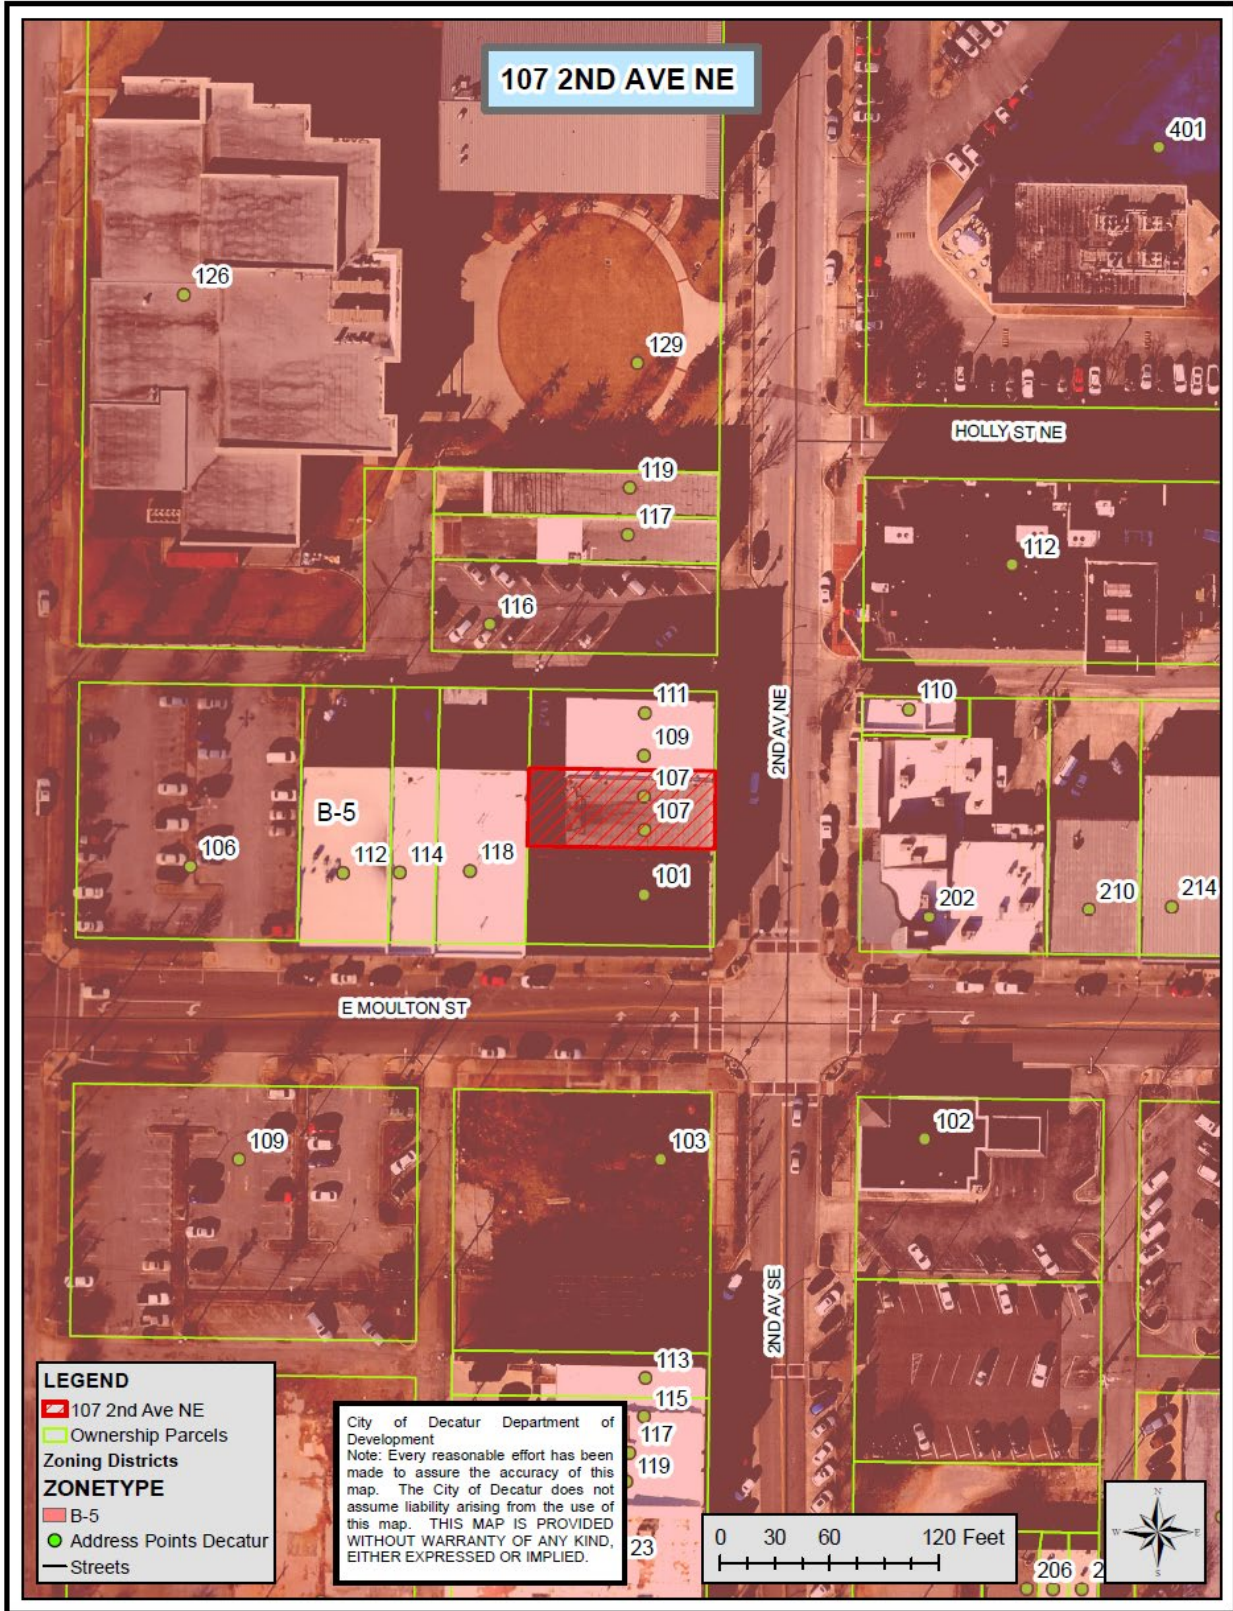 107 2ND AVE NE
401
126
129
HOLLY ST NE
119
117
112
116
2ND AV NE
111
110
109
107
B-5
107
106
112
114
118
101
202
210
214
E MOULTON ST
109
103
102
2ND AV SE
113
115
117
119
23
206
2
LEGEND
107 2nd Ave NE
Ownership Parcels
Zoning Districts
ZONETYPE
B-5
Address Points Decatur
Streets
City of Decatur Department of
Development
Note: Every reasonable effort has been
made to assure the accuracy of this
map. The City of Decatur does not
assume liability arising from the use of
this map. THIS MAP IS PROVIDED
WITHOUT WARRANTY OF ANY KIND,
EITHER EXPRESSED OR IMPLIED.
0 30 60 120 Feet
N
W E
S